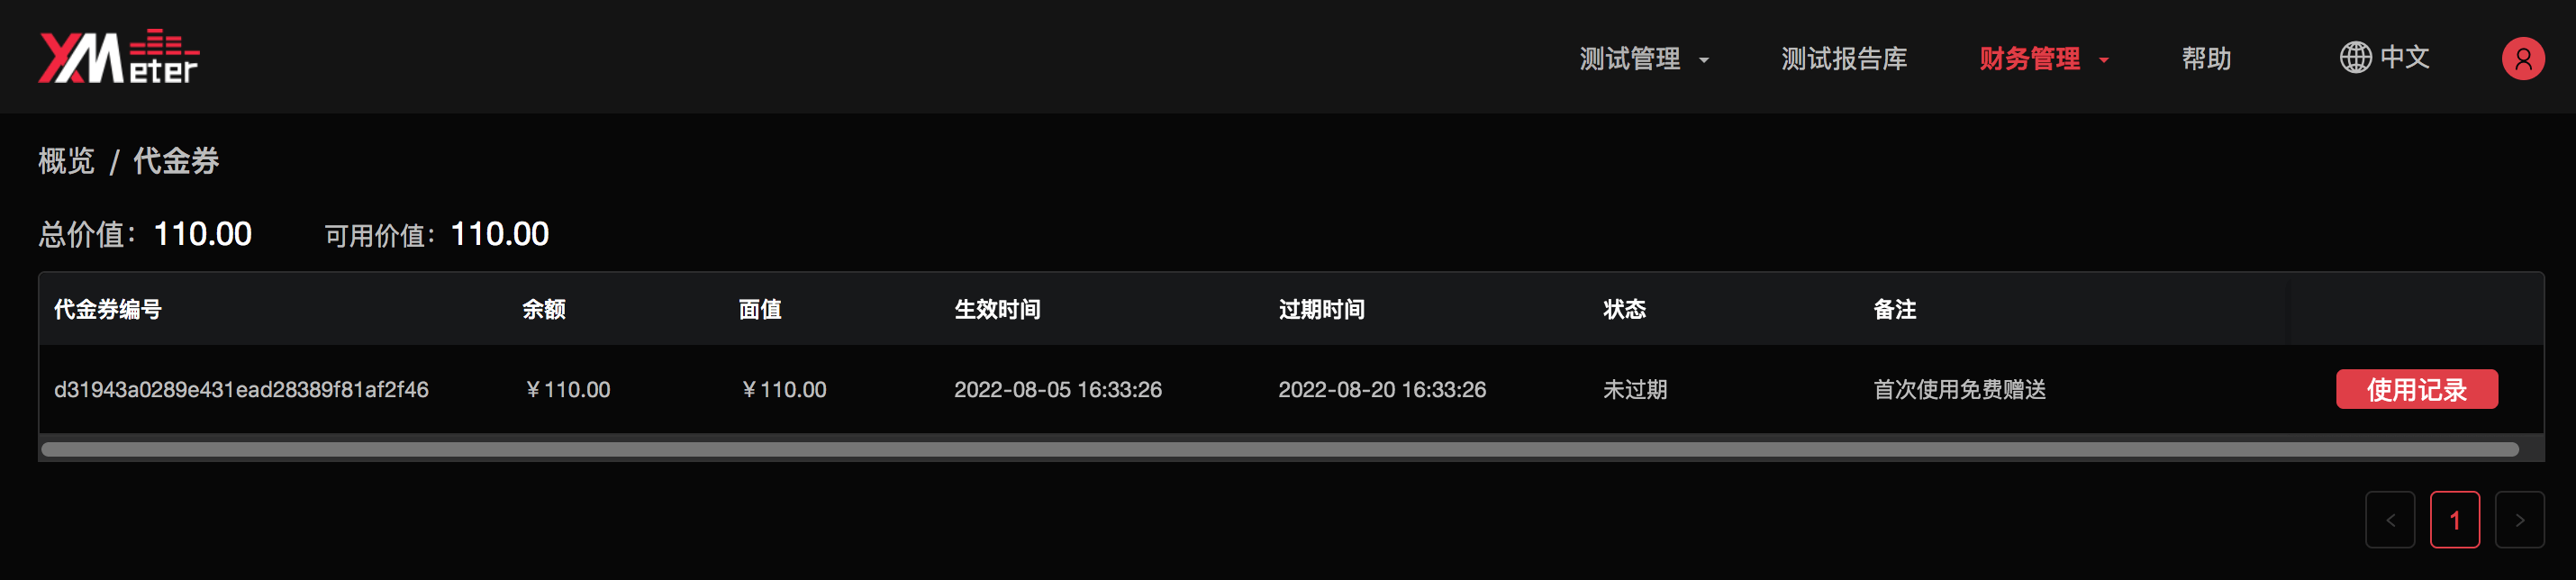 XMeter
测试管理 测试报告库 财务管理 帮助 中文
概览 / 代金券
总价值：110.00 可用价值：110.00
代金券编号 余额 面值 生效时间 过期时间 状态 备注
d31943a0289e431ead28389f81af2f46 ￥110.00 ￥110.00 2022-08-05 16:33:26 2022-08-20 16:33:26 未过期 首次使用免费赠送 使用记录
< 1 >